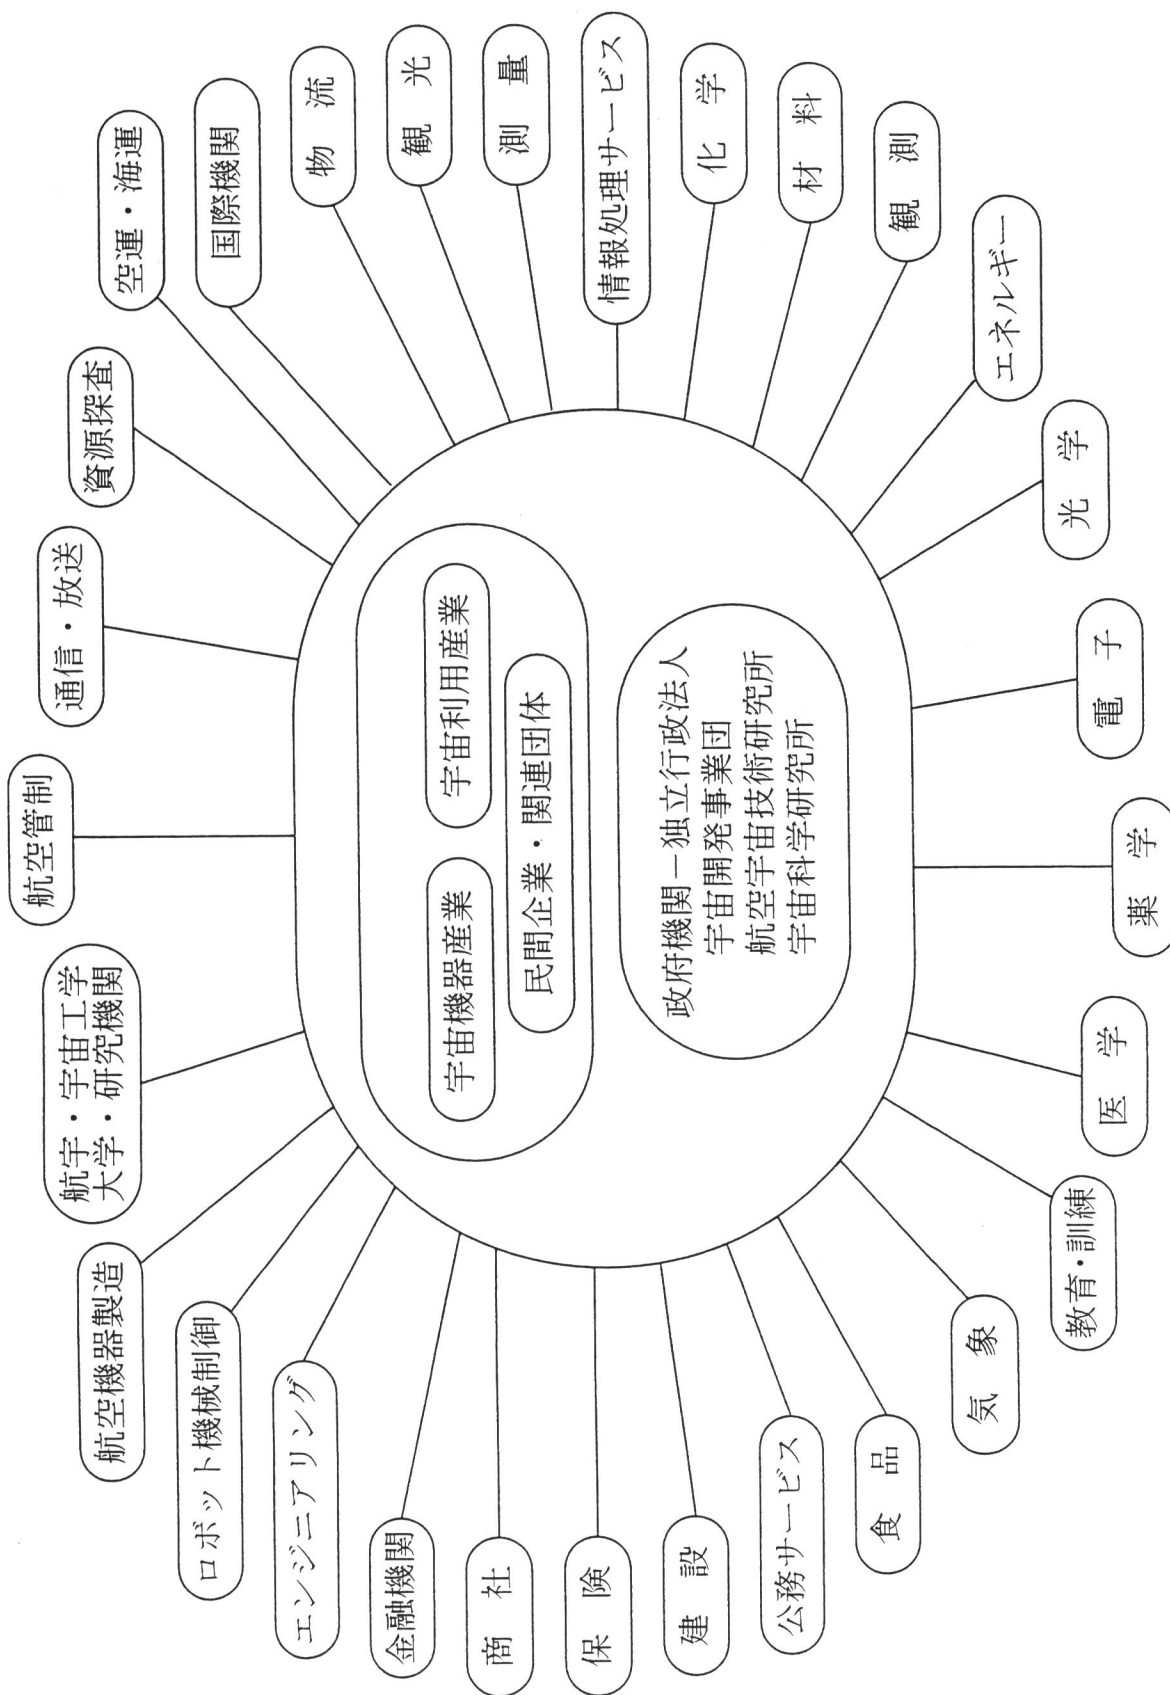 航空管制
通信・放送
資源探査
空運・海運
国際機関
物流
観光
測量
情報処理サービス
化学
材料
観測
エネルギー
光学
電子
薬学
医学
教育・訓練
気象
食品
公務サービス
建設
保険
商社
金融機関
エンジニアリング
ロボット機械制御
航空機器製造
航宇・宇宙工学
大学・研究機関
宇宙機器産業
宇宙利用産業
民間企業・関連団体
政府機関－独立行政法人
宇宙開発事業団
航空宇宙技術研究所
宇宙科学研究所